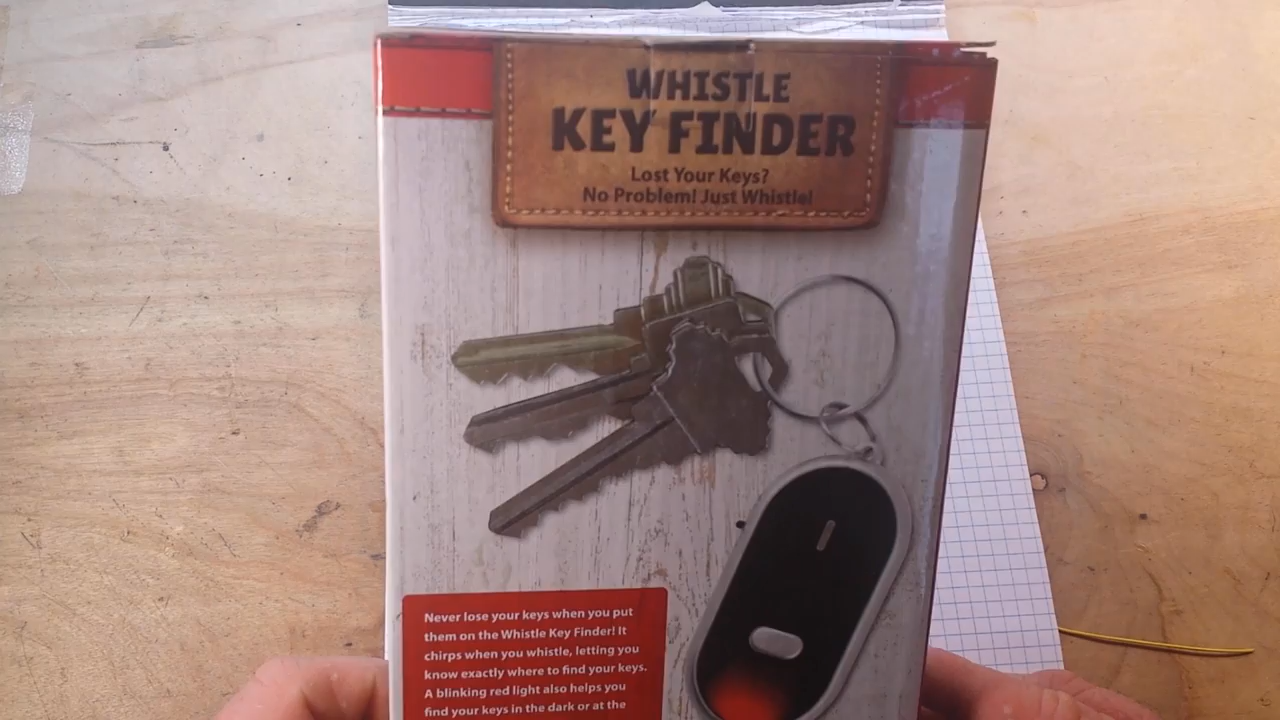 WHISTLE
KEY FINDER
Lost Your Keys?
No Problem! Just Whistle!
Never lose your keys when you put
them on the Whistle Key Finder! It
chirps when you whistle, letting you
know exactly where to find your keys.
A blinking red light also helps you
find your keys in the dark or at the